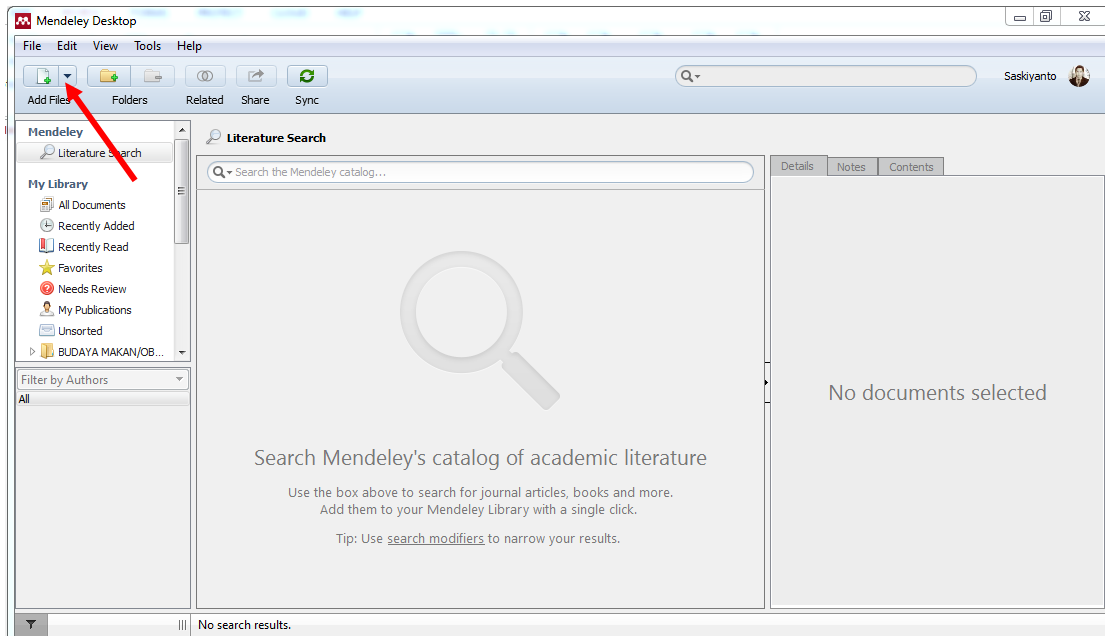 Mendeley Desktop
File Edit View Tools Help
Add Files Folders Related Share Sync
Saskiyanto
Mendeley
Literature Search
My Library
All Documents
Recently Added
Recently Read
Favorites
Needs Review
My Publications
Unsorted
BUDAYA MAKAN/OB...
Filter by Authors
All
Literature Search
Search the Mendeley catalog...
Search Mendeley's catalog of academic literature
Use the box above to search for journal articles, books and more.
Add them to your Mendeley Library with a single click.
Tip: Use search modifiers to narrow your results.
Details Notes Contents
No documents selected
No search results.